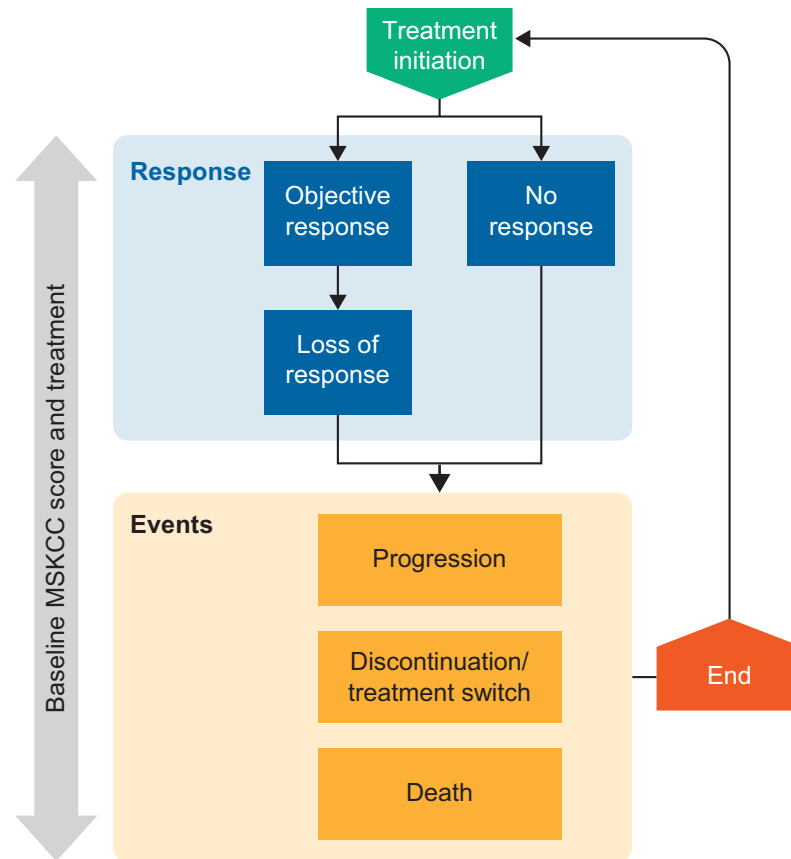 Treatment
initiation
Response
Objective
response
No
response
Loss of
response
Baseline MSKCC score and treatment
Events
Progression
Discontinuation/
treatment switch
Death
End